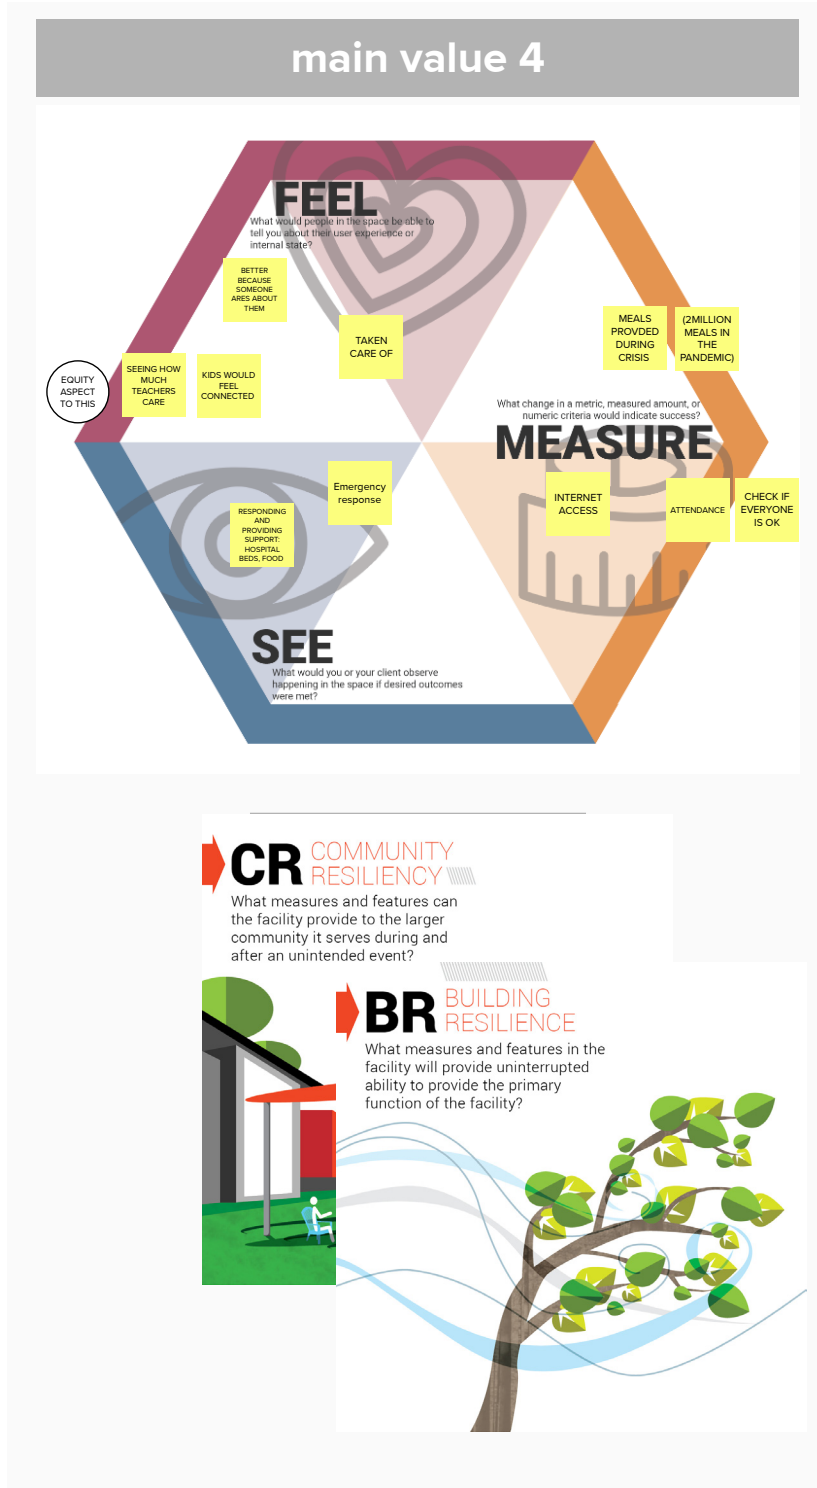 main value 4
FEEL
What would people in the space be able to
tell you about their user experience or
internal state?
BETTER
BECAUSE
SOMEONE
ARES ABOUT
THEM
TAKEN
CARE OF
EQUITY
ASPECT
TO THIS
SEEING HOW
MUCH
TEACHERS
CARE
KIDS WOULD
FEEL
CONNECTED
MEALS
PROVDED
DURING
CRISIS
(2MILLION
MEALS IN
THE
PANDEMIC)
What change in a metric, measured amount, or
numeric criteria would indicate success?
MEASURE
INTERNET
ACCESS
ATTENDANCE
CHECK IF
EVERYONE
IS OK
Emergency
response
RESPONDING
AND
PROVIDING
SUPPORT:
HOSPITAL
BEDS, FOOD
SEE
What would you or your client observe
happening in the space if desired outcomes
were met?
CR COMMUNITY
RESILIENCY
What measures and features can
the facility provide to the larger
community it serves during and
after an unintended event?
BR BUILDING
RESILIENCE
What measures and features in the
facility will provide uninterrupted
ability to provide the primary
function of the facility?